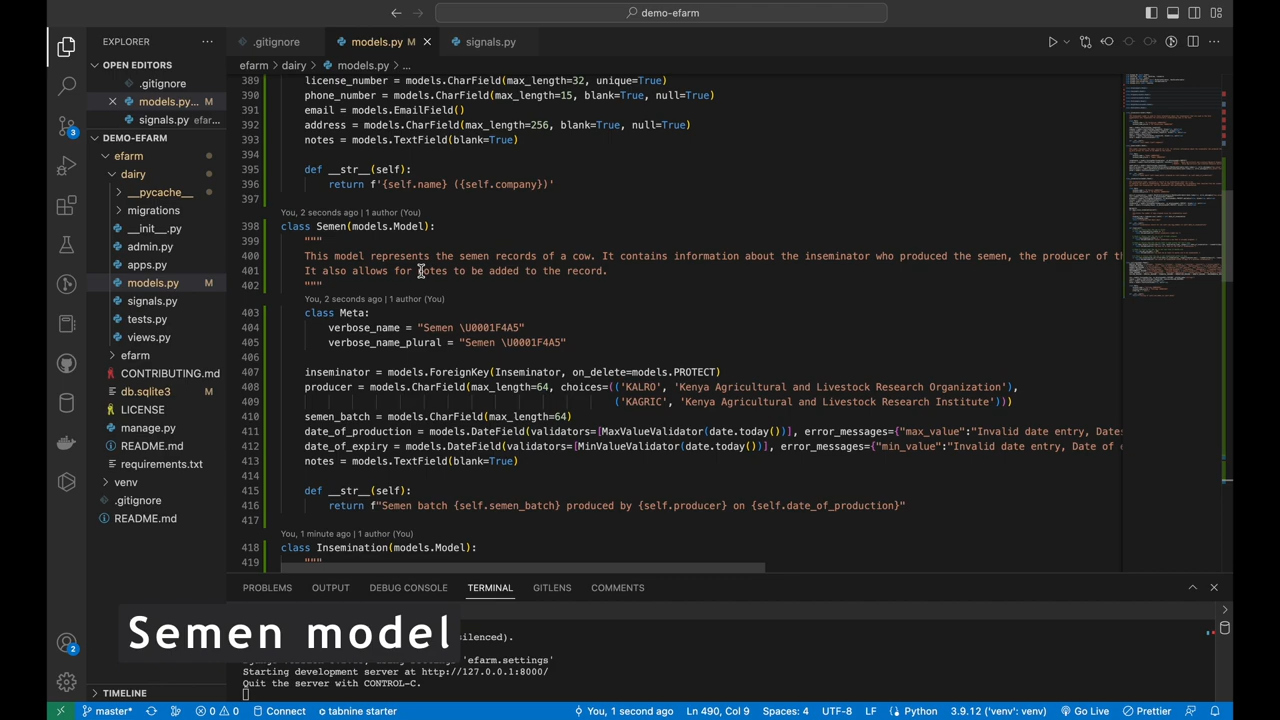 demo-efarm
EXPLORER
.gitignore
models.py M
signals.py
OPEN EDITORS
efarm > dairy > models.py > ...
.gitignore
models.py... M
signals.py efar...
DEMO-EFARM
efarm
dairy
__pycache__
migrations
__init__.py
admin.py
apps.py
models.py
signals.py
tests.py
views.py
efarm
CONTRIBUTING.md
db.sqlite3
LICENSE
manage.py
README.md
requirements.txt
venv
.gitignore
README.md
TIMELINE
389 license_number = models.CharField(max_length=32, unique=True)
390 phone_number = models.CharField(max_length=15, blank=True, null=True)
391 email = models.EmailField()
392 address = models.CharField(max_length=256, blank=True, null=True)
393 notes = models.TextField(blank=True)
394
395 def __str__(self):
396 return f'{self.name} ({self.company})'
397
You, 2 seconds ago | 1 author (You)
398 class Semen(models.Model):
399 """
400 This model represents the semen records of a cow. It contains information about the inseminator who produced the semen, the producer of th
401 It also allows for notes to be added to the record.
402 """
You, 2 seconds ago | 1 author (You)
403 class Meta:
404 verbose_name = "Semen \U0001F4A5"
405 verbose_name_plural = "Semen \U0001F4A5"
406
407 inseminator = models.ForeignKey(Inseminator, on_delete=models.PROTECT)
408 producer = models.CharField(max_length=64, choices=(('KALRO', 'Kenya Agricultural and Livestock Research Organization'),
409 ('KAGRIC', 'Kenya Agricultural and Livestock Research Institute')))
410 semen_batch = models.CharField(max_length=64)
411 date_of_production = models.DateField(validators=[MaxValueValidator(date.today())], error_messages={"max_value":"Invalid date entry, Dates
412 date_of_expiry = models.DateField(validators=[MinValueValidator(date.today())], error_messages={"min_value":"Invalid date entry, Date of
413 notes = models.TextField(blank=True)
414
415 def __str__(self):
416 return f"Semen batch {self.semen_batch} produced by {self.producer} on {self.date_of_production}"
417
You, 1 minute ago | 1 author (You)
418 class Insemination(models.Model):
419 """
PROBLEMS OUTPUT DEBUG CONSOLE TERMINAL GITLENS COMMENTS
Semen model
silenced).
'efarm.settings'
Starting development server at http://127.0.0.1:8000/
Quit the server with CONTROL-C.
3
2
master* 0 0 Connect tabnine starter You, 1 second ago Ln 490, Col 9 Spaces: 4 UTF-8 LF Python 3.9.12 ('venv': venv) Go Live Prettier